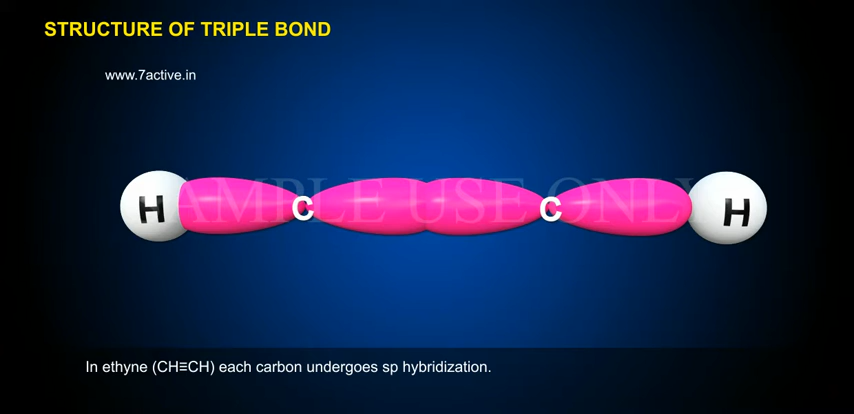 STRUCTURE OF TRIPLE BOND
www.7active.in
SAMPLE USE ONLY
H C C H
In ethyne (CH≡CH) each carbon undergoes sp hybridization.